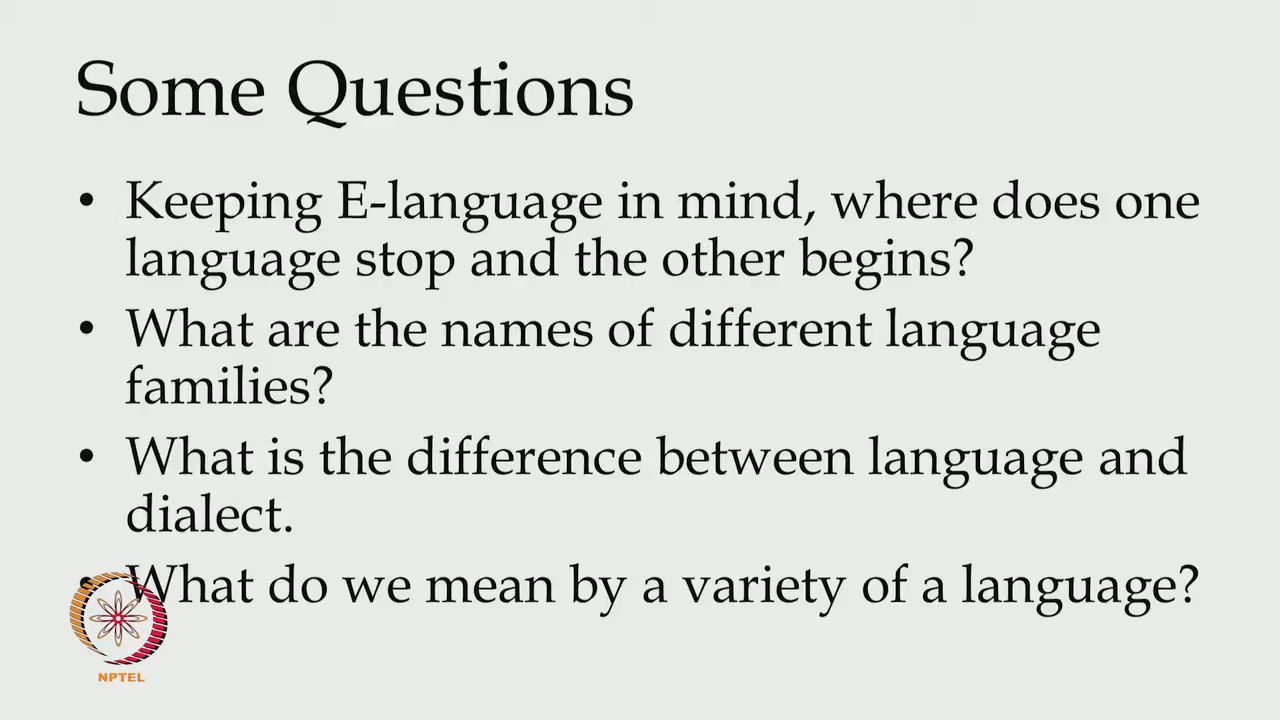 Some Questions
• Keeping E-language in mind, where does one
language stop and the other begins?
• What are the names of different language
families?
• What is the difference between language and
dialect.
• What do we mean by a variety of a language?
NPTEL